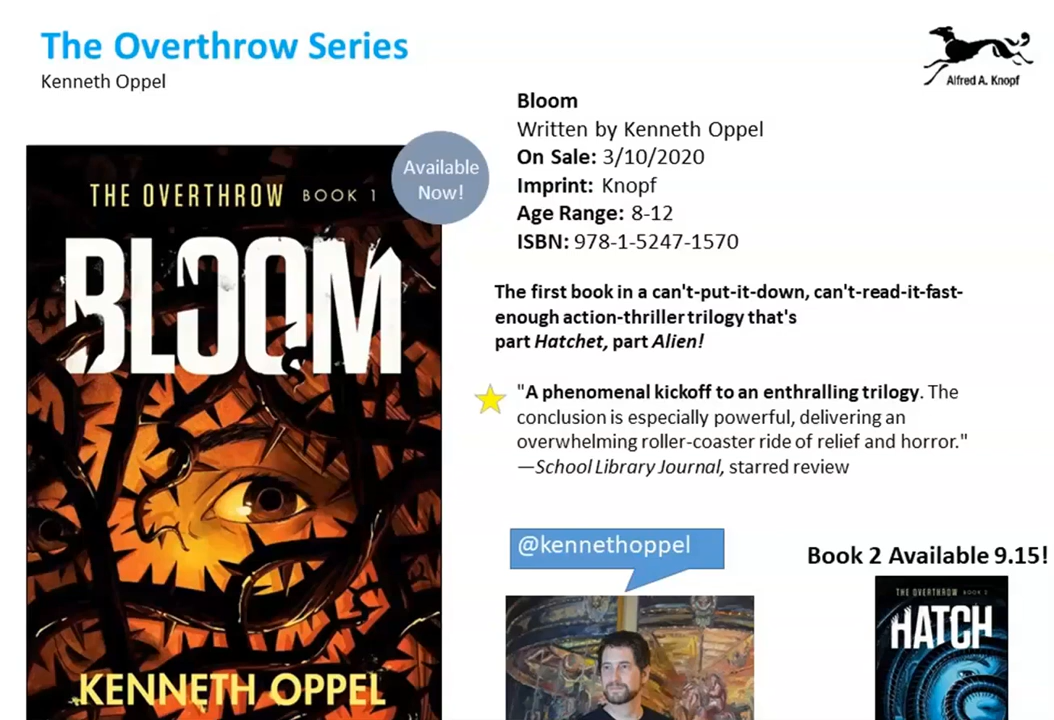 The Overthrow Series
Kenneth Oppel
Alfred A. Knopf
Available
Now!
THE OVERTHROW BOOK 1
BLOOM
KENNETH OPPEL
Bloom
Written by Kenneth Oppel
On Sale: 3/10/2020
Imprint: Knopf
Age Range: 8-12
ISBN: 978-1-5247-1570
The first book in a can't-put-it-down, can't-read-it-fast-
enough action-thriller trilogy that's
part Hatchet, part Alien!
"A phenomenal kickoff to an enthralling trilogy. The
conclusion is especially powerful, delivering an
overwhelming roller-coaster ride of relief and horror."
—School Library Journal, starred review
@kennethoppel
Book 2 Available 9.15!
THE OVERTHROW BOOK 2
HATCH